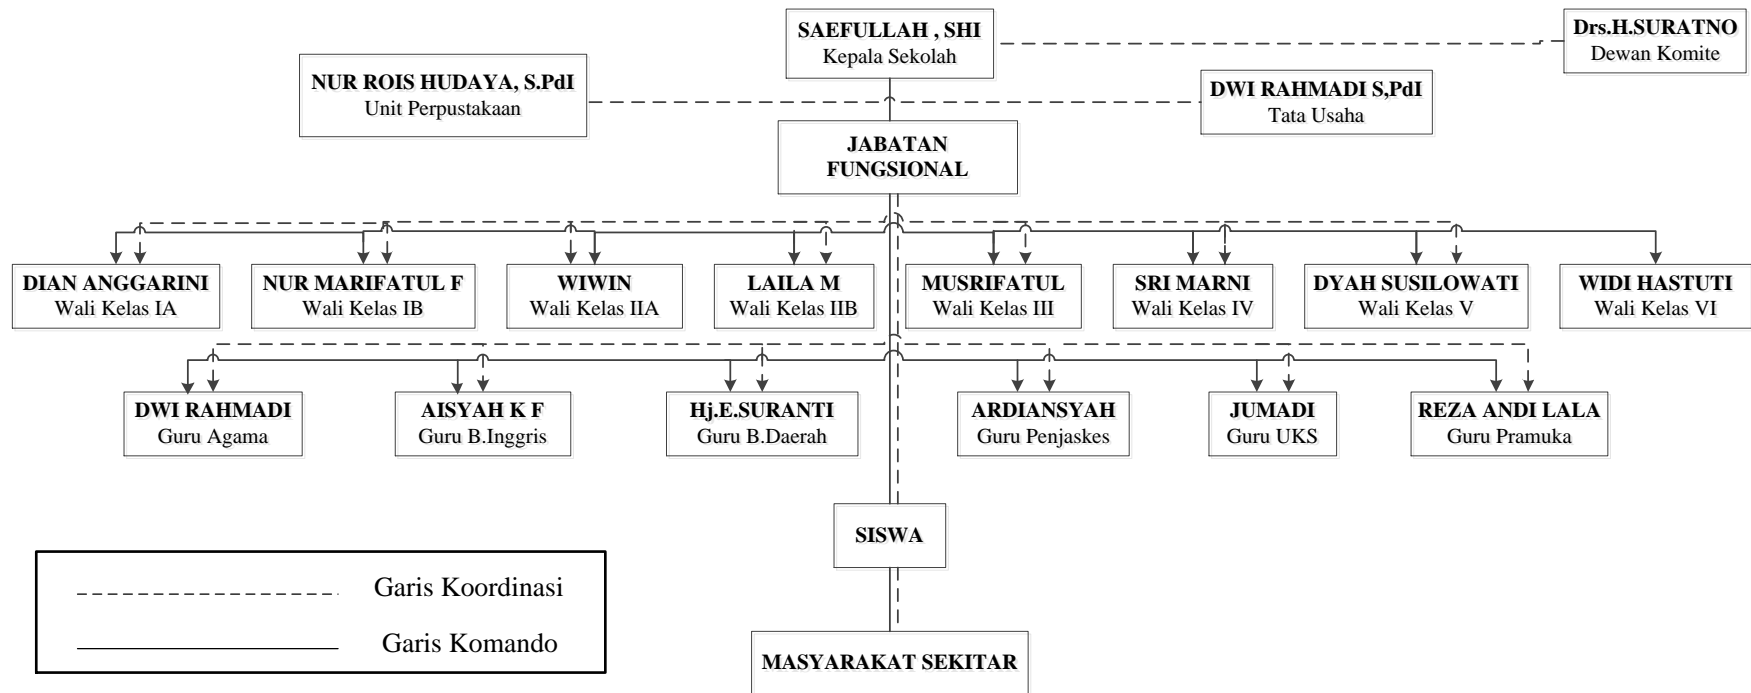 SAEFULLAH , SHI
Kepala Sekolah
Drs.H.SURATNO
Dewan Komite
NUR ROIS HUDAYA, S.PdI
Unit Perpustakaan
DWI RAHMADI S,PdI
Tata Usaha
JABATAN
FUNGSIONAL
DIAN ANGGARINI
Wali Kelas IA
NUR MARIFATUL F
Wali Kelas IB
WIWIN
Wali Kelas IIA
LAILA M
Wali Kelas IIB
MUSRIFATUL
Wali Kelas III
SRI MARNI
Wali Kelas IV
DYAH SUSILOWATI
Wali Kelas V
WIDI HASTUTI
Wali Kelas VI
DWI RAHMADI
Guru Agama
AISYAH K F
Guru B.Inggris
Hj.E.SURANTI
Guru B.Daerah
ARDIANSYAH
Guru Penjaskes
JUMADI
Guru UKS
REZA ANDI LALA
Guru Pramuka
SISWA
MASYARAKAT SEKITAR
Garis Koordinasi
Garis Komando